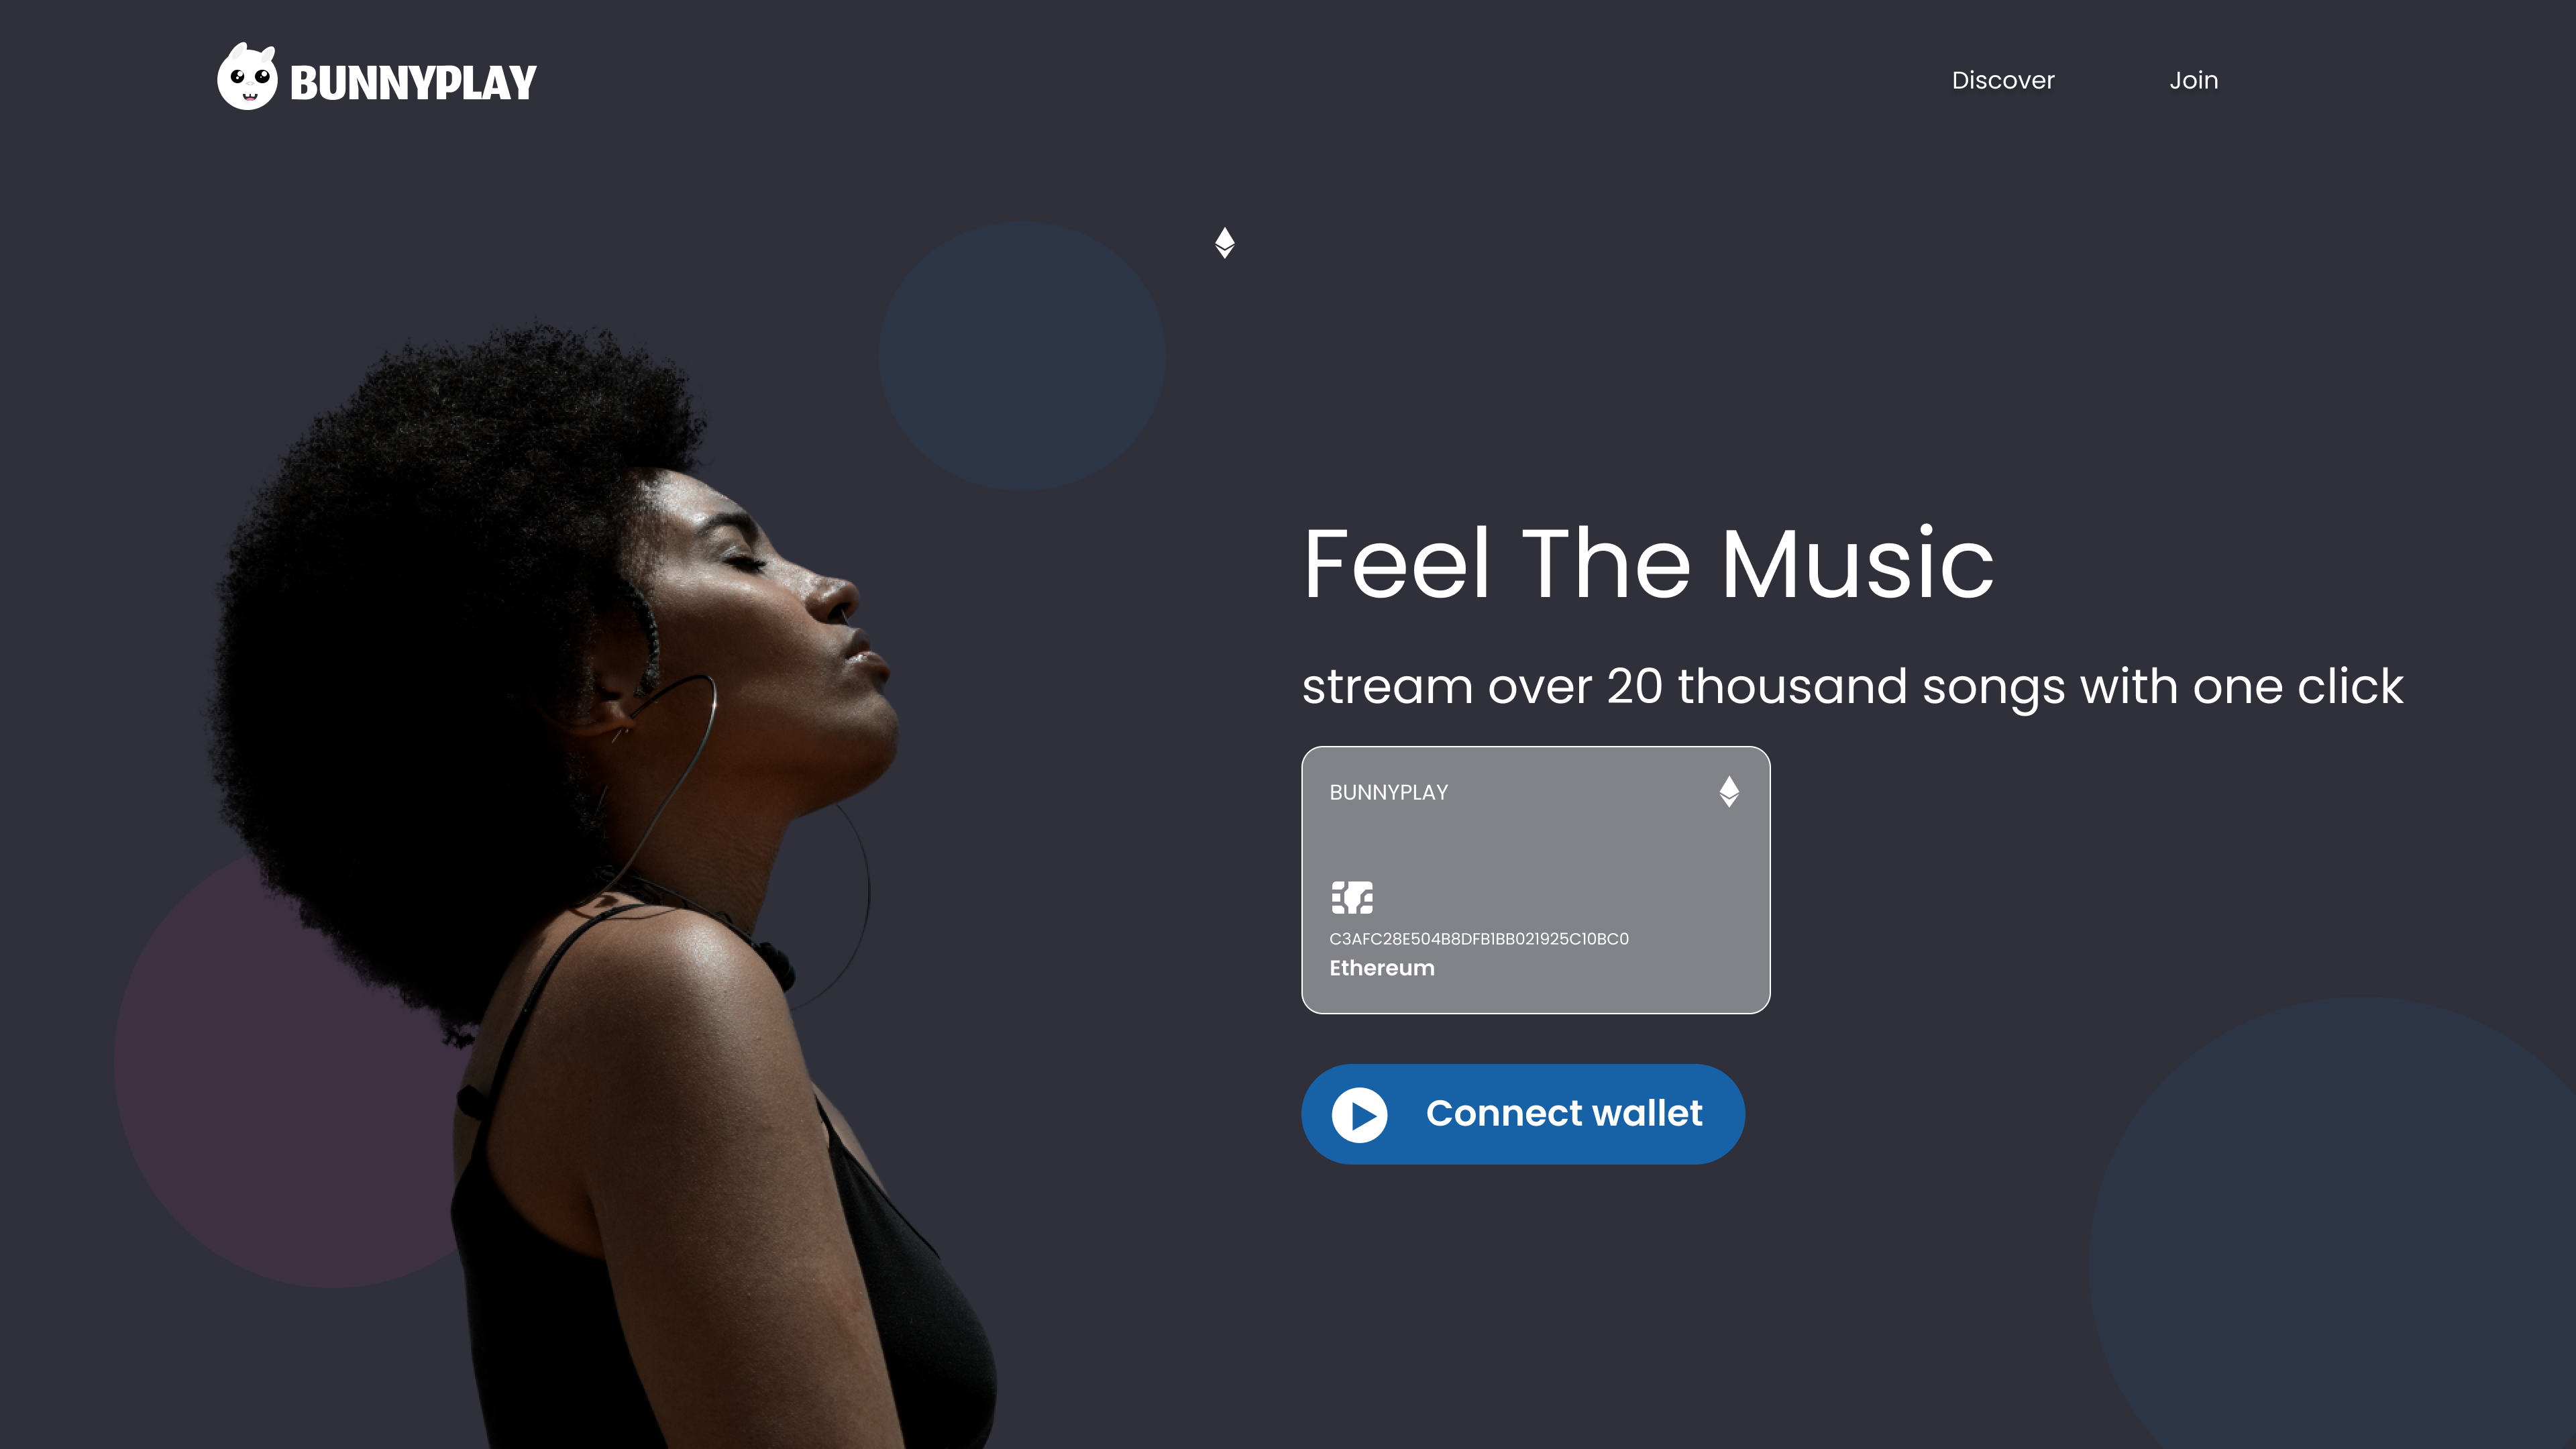 BUNNYPLAY
Discover
Join
Feel The Music
stream over 20 thousand songs with one click
BUNNYPLAY
C3AFC28E504B8DFB1BB021925C10BC0
Ethereum
Connect wallet